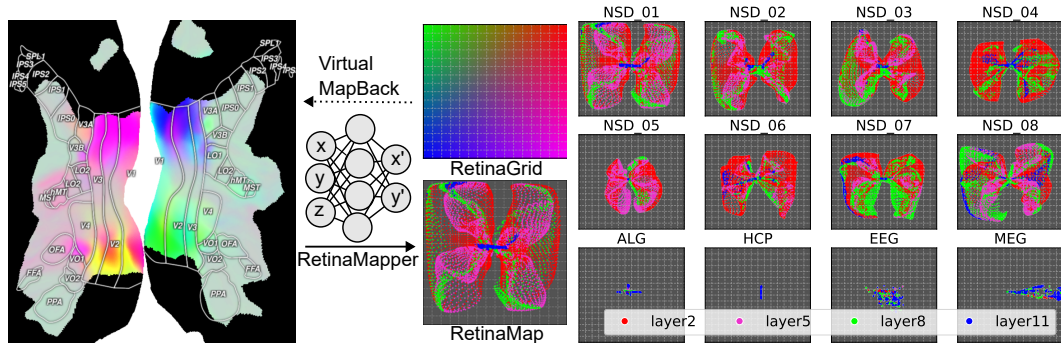 SPL1
IPS3
IPS4
IPS5
IPS2
IPS1
IPS0
V3A
V3B
LO1
LO2
LO2
hMT
MST
V3
V1
V4
V2
OFA
VO1
FFA
VO2
PPA
SPL1
IPS3
IPS4
IPS2
IPS1
IPS0
V3A
V3B
LO1
LO2
hMT
MST
V1
V4
V2
V3
VO1
OFA
VO2
FFA
PPA
Virtual
MapBack
x
y
z
x'
y'
RetinaMapper
RetinaGrid
RetinaMap
NSD_01
NSD_02
NSD_03
NSD_04
NSD_05
NSD_06
NSD_07
NSD_08
ALG
HCP
EEG
MEG
layer2
layer5
layer8
layer11